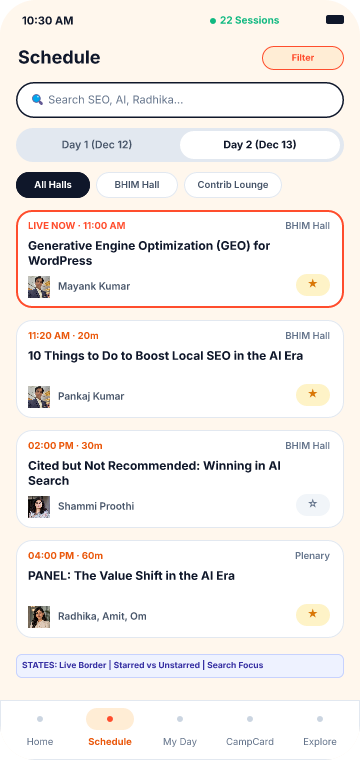 10:30 AM
22 Sessions
Schedule
Filter
Search SEO, AI, Radhika...
Day 1 (Dec 12)
Day 2 (Dec 13)
All Halls
BHIM Hall
Contrib Lounge
LIVE NOW · 11:00 AM
BHIM Hall
Generative Engine Optimization (GEO) for
WordPress
Mayank Kumar
11:20 AM · 20m
BHIM Hall
10 Things to Do to Boost Local SEO in the AI Era
Pankaj Kumar
02:00 PM · 30m
BHIM Hall
Cited but Not Recommended: Winning in AI
Search
Shammi Proothi
04:00 PM · 60m
Plenary
PANEL: The Value Shift in the AI Era
Radhika, Amit, Om
STATES: Live Border | Starred vs Unstarred | Search Focus
Home
Schedule
My Day
CampCard
Explore